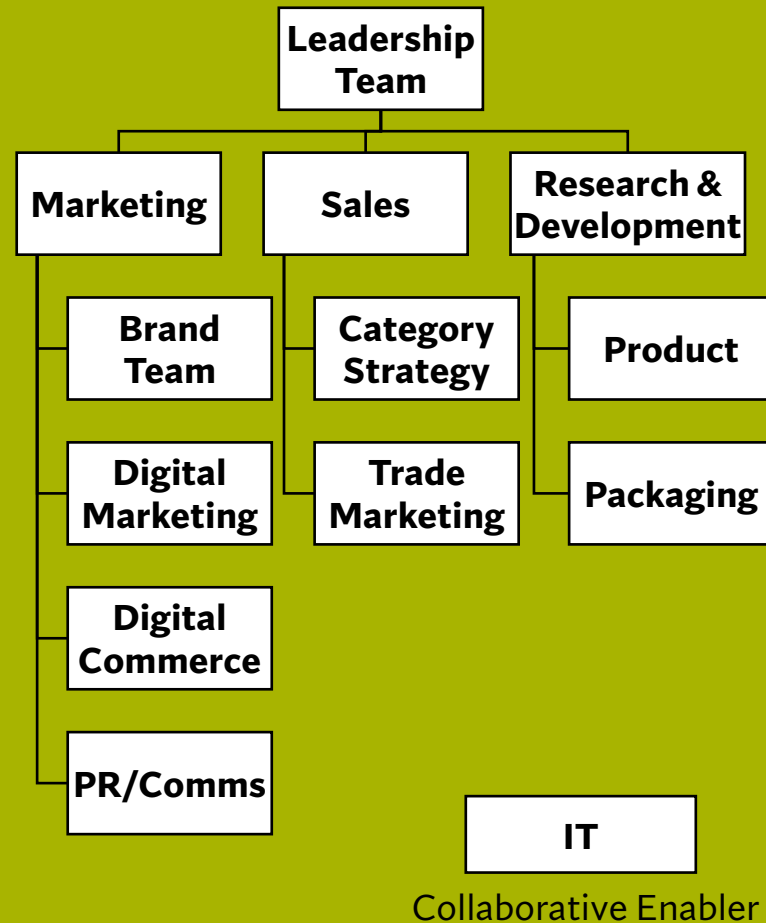 Leadership
Team
Marketing
Sales
Research &
Development
Brand
Team
Category
Strategy
Product
Digital
Marketing
Trade
Marketing
Packaging
Digital
Commerce
PR/Comms
IT
Collaborative Enabler